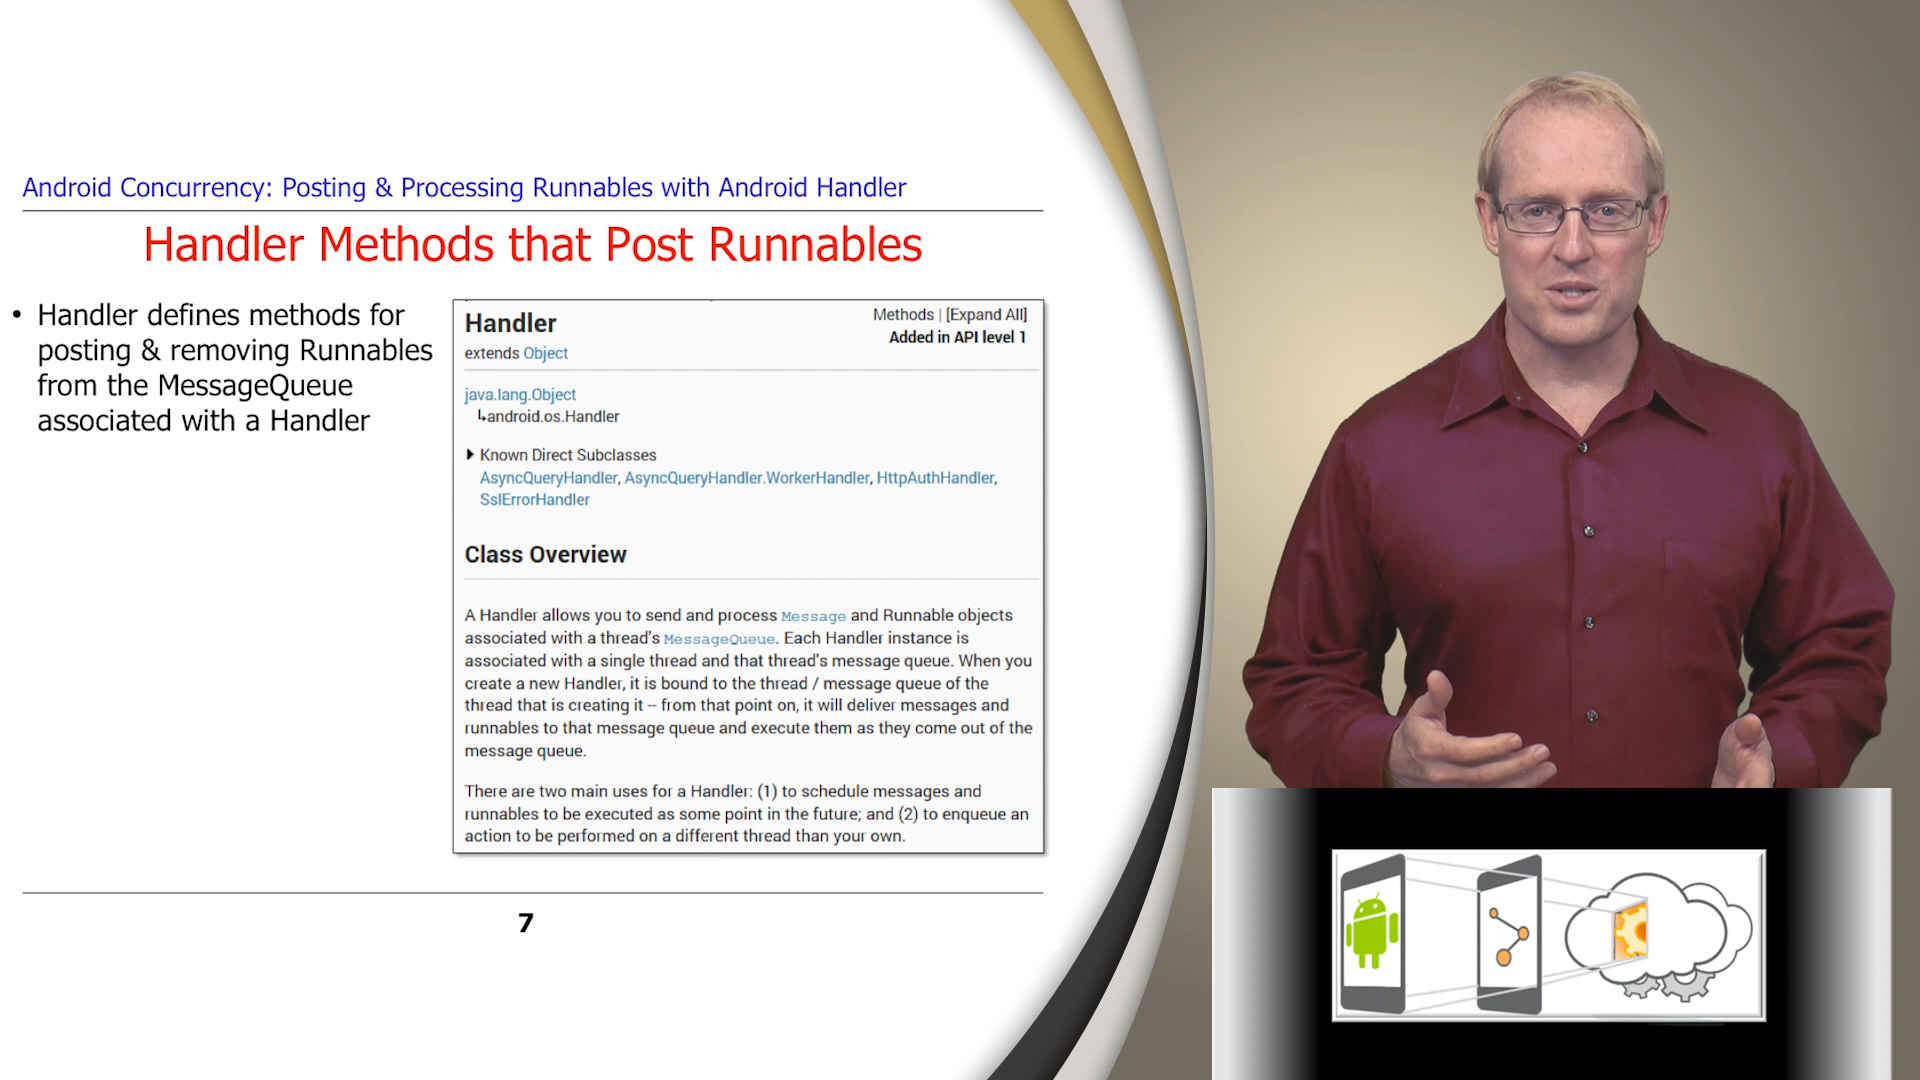 Android Concurrency: Posting & Processing Runnables with Android Handler
Handler Methods that Post Runnables
• Handler defines methods for
posting & removing Runnables
from the MessageQueue
associated with a Handler
Handler
Methods | [Expand All]
Added in API level 1
extends Object
java.lang.Object
↳android.os.Handler
Known Direct Subclasses
AsyncQueryHandler, AsyncQueryHandler.WorkerHandler, HttpAuthHandler,
SslErrorHandler
Class Overview
A Handler allows you to send and process Message and Runnable objects
associated with a thread's MessageQueue. Each Handler instance is
associated with a single thread and that thread's message queue. When you
create a new Handler, it is bound to the thread / message queue of the
thread that is creating it -- from that point on, it will deliver messages and
runnables to that message queue and execute them as they come out of the
message queue.
There are two main uses for a Handler: (1) to schedule messages and
runnables to be executed as some point in the future; and (2) to enqueue an
action to be performed on a different thread than your own.
7